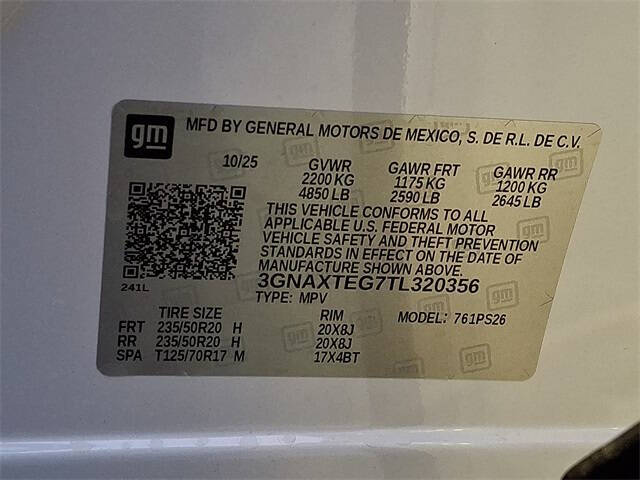 gm MFD BY GENERAL MOTORS DE MEXICO, S. DE R.L. DE C.V.
10/25 GVWR GAWR FRT GAWR RR
2200 KG 1175 KG 1200 KG
4850 LB 2590 LB 2645 LB
THIS VEHICLE CONFORMS TO ALL
APPLICABLE U.S. FEDERAL MOTOR
VEHICLE SAFETY AND THEFT PREVENTION
STANDARDS IN EFFECT ON THE DATE OF
MANUFACTURE SHOWN ABOVE.
241L 3GNAXTEG7TL320356
TYPE: MPV
TIRE SIZE RIM MODEL: 761PS26
FRT 235/50R20 H 20X8J
RR 235/50R20 H 20X8J
SPA T125/70R17 M 17X4BT